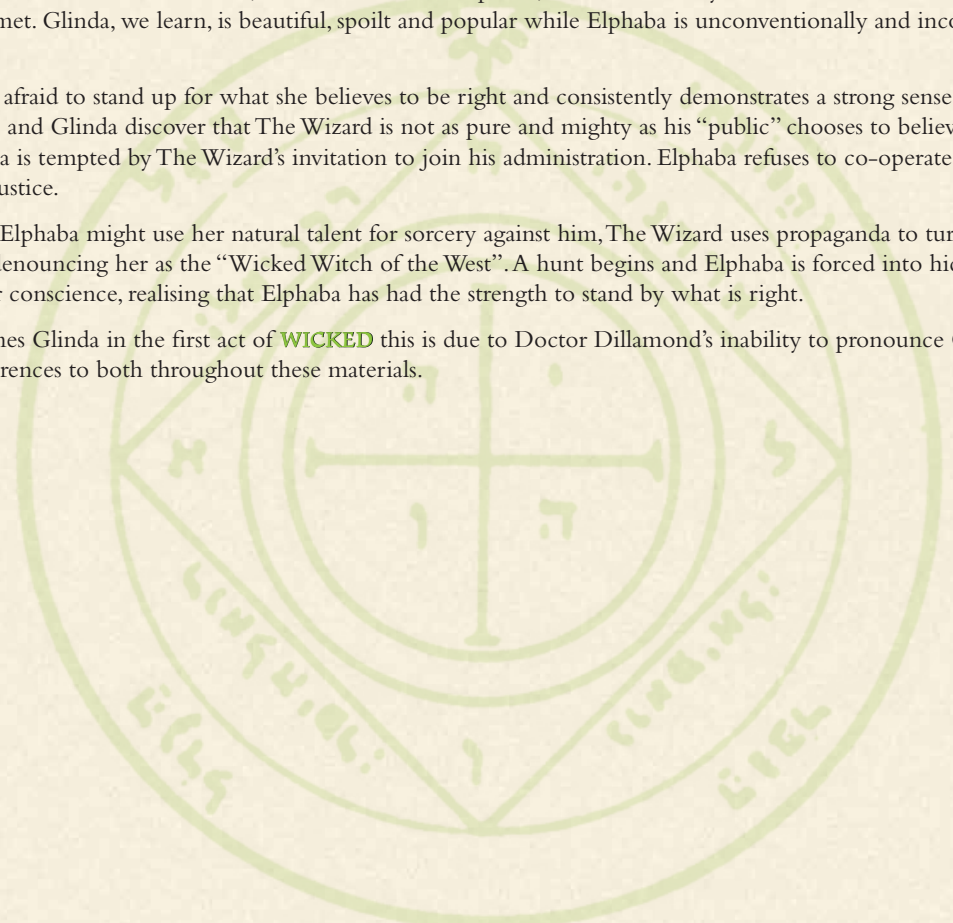 met. Glinda, we learn, is beautiful, spoilt and popular while Elphaba is unconventionally and
afraid to stand up for what she believes to be right and consistently demonstrates a strong sense
and Glinda discover that The Wizard is not as pure and mighty as his “public” chooses to
a is tempted by The Wizard’s invitation to join his administration. Elphaba refuses to co-operate
ustice.
Elphaba might use her natural talent for sorcery against him, The Wizard uses propaganda to
denouncing her as the “Wicked Witch of the West”. A hunt begins and Elphaba is forced into
r conscience, realising that Elphaba has had the strength to stand by what is right.
nes Glinda in the first act of WICKED this is due to Doctor Dillamond’s inability to pronounce
rences to both throughout these materials.